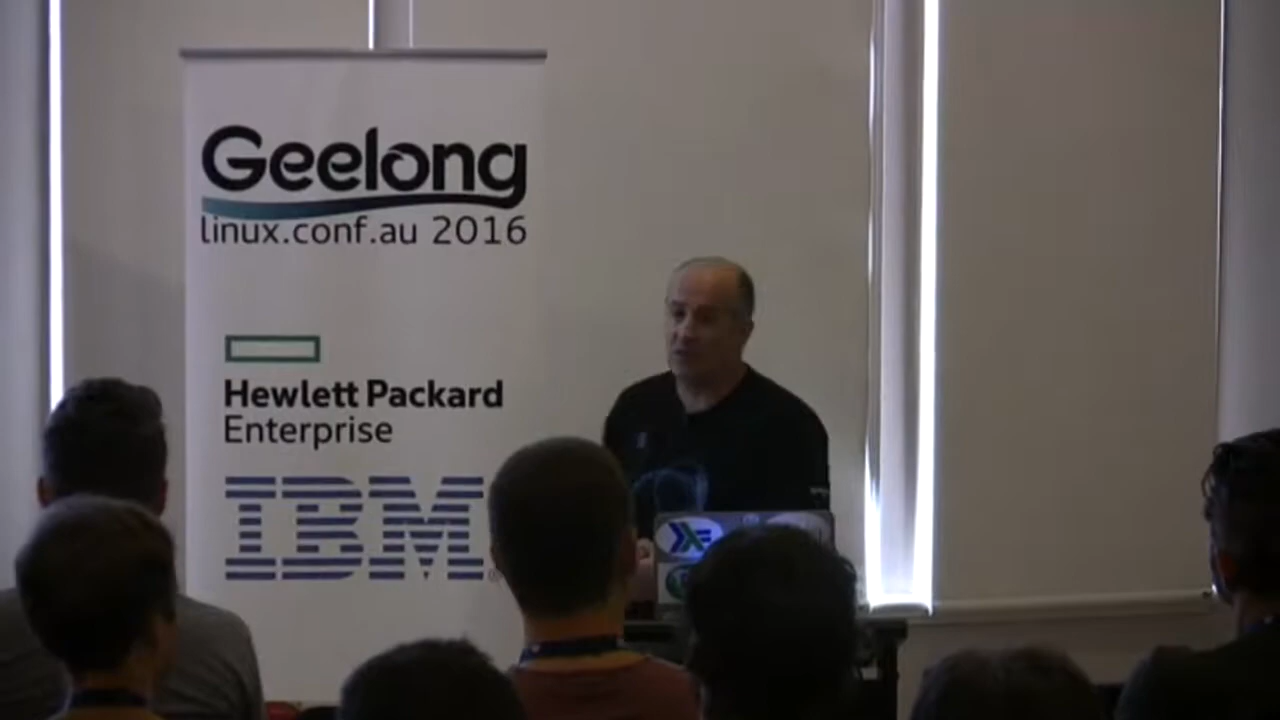 Geelong
linux.conf.au 2016
Hewlett Packard
Enterprise
IBM